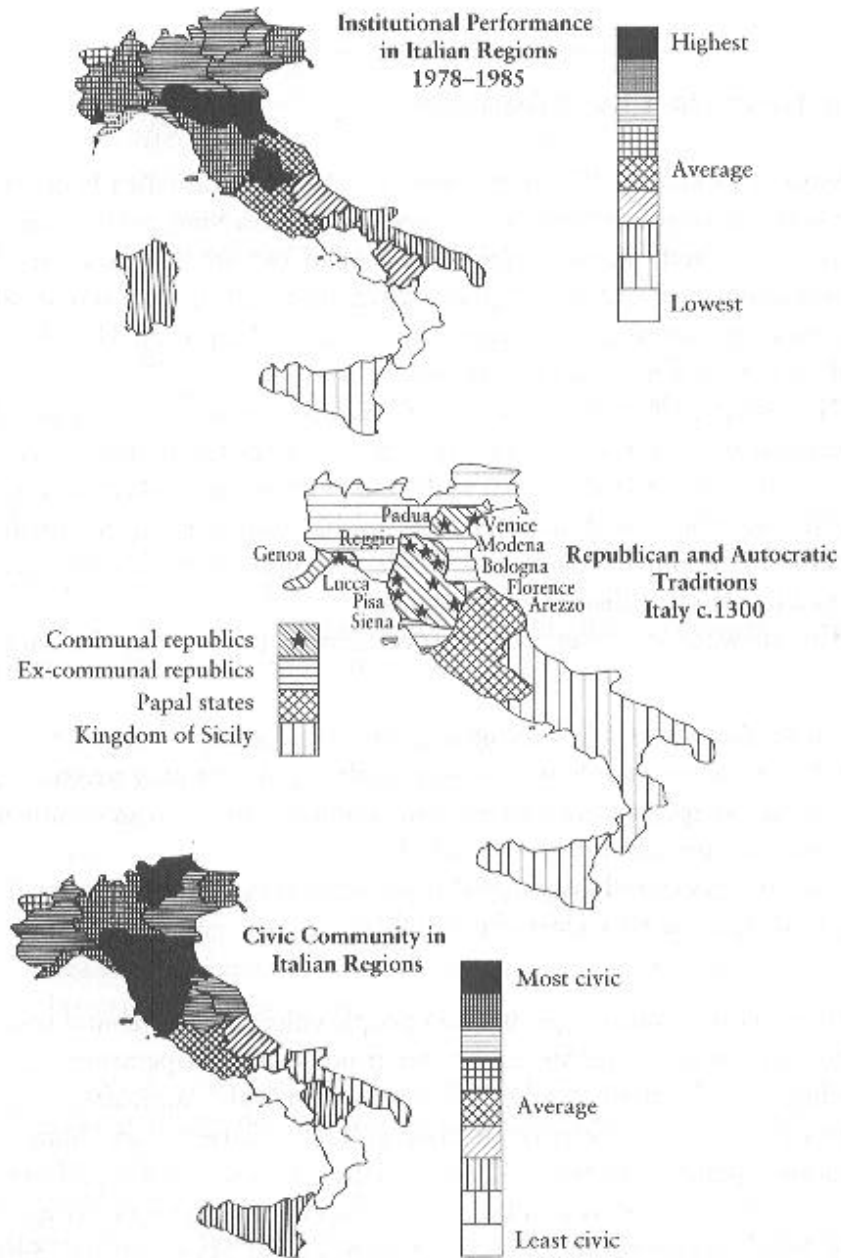 Institutional Performance
in Italian Regions
1978–1985
Highest
Average
Lowest
Padua
Venice
Reggio
Modena
Genoa
Bologna
Lucca
Florence
Pisa
Arezzo
Siena
Republican and Autocratic
Traditions
Italy c.1300
Communal republics
Ex-communal republics
Papal states
Kingdom of Sicily
Civic Community in
Italian Regions
Most civic
Average
Least civic